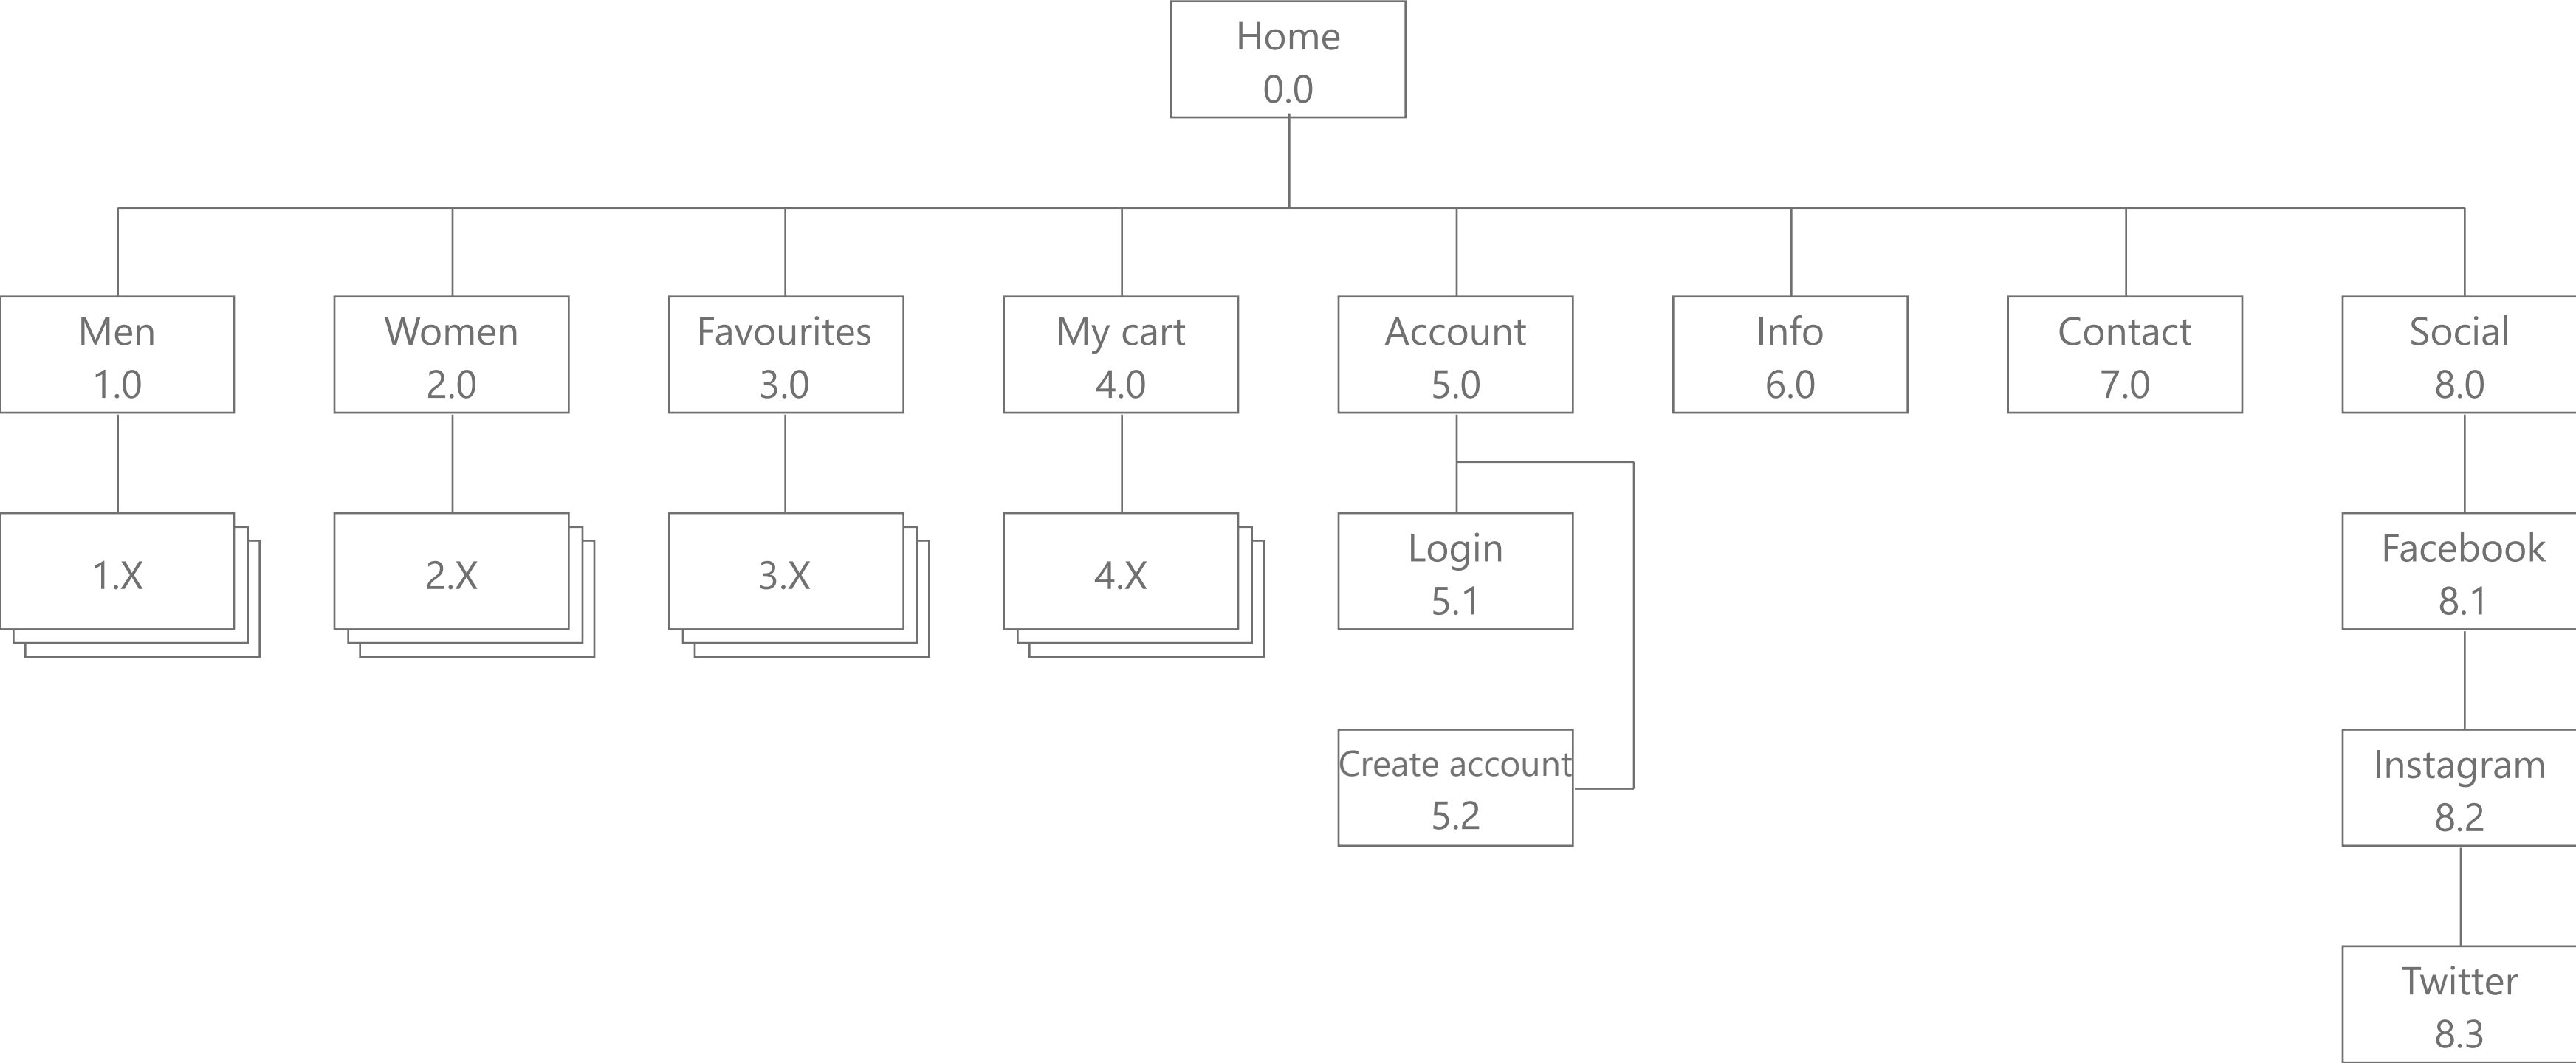 Home
0.0
Men
1.0
Women
2.0
Favourites
3.0
My cart
4.0
Account
5.0
Info
6.0
Contact
7.0
Social
8.0
1.X
2.X
3.X
4.X
Login
5.1
Facebook
8.1
Create account
5.2
Instagram
8.2
Twitter
8.3